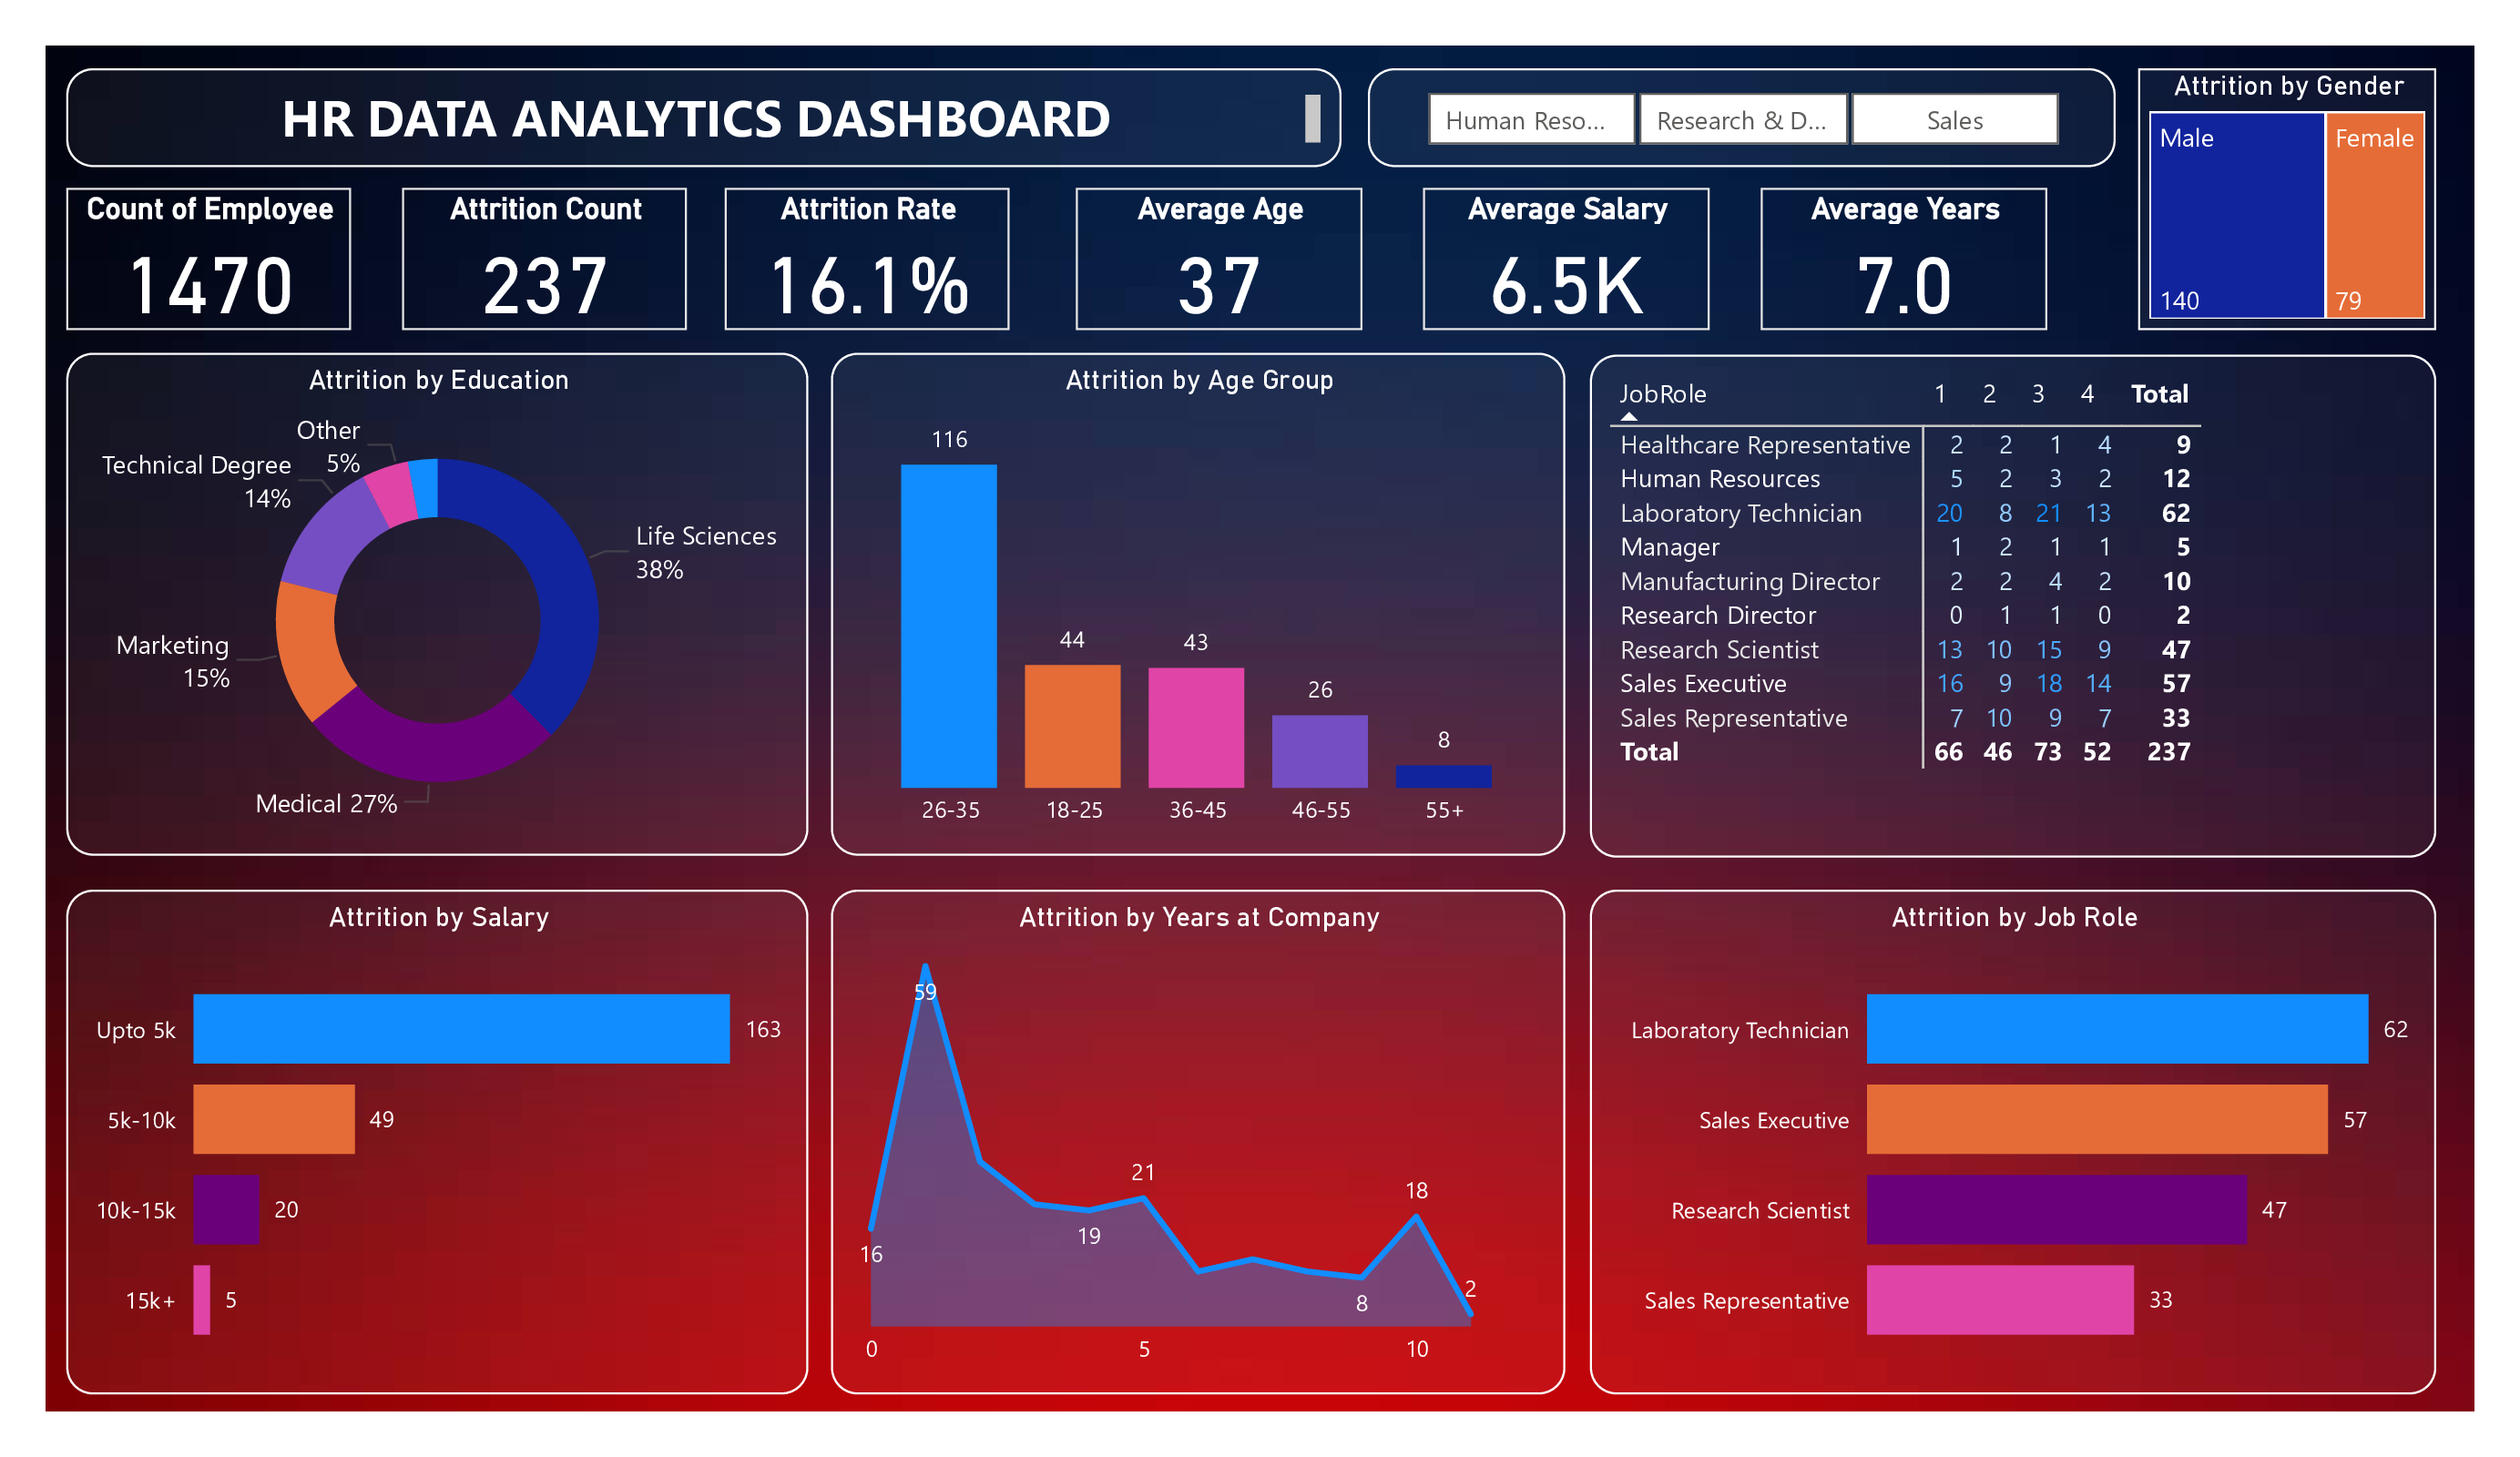 HR DATA ANALYTICS DASHBOARD
Human Reso...
Research & D...
Sales
Attrition by Gender
Male
Female
140
79
Count of Employee
1470
Attrition Count
237
Attrition Rate
16.1%
Average Age
37
Average Salary
6.5K
Average Years
7.0
Attrition by Education
Other
5%
Technical Degree
14%
Life Sciences
38%
Marketing
15%
Medical 27%
Attrition by Age Group
116
44
43
26
8
26-35
18-25
36-45
46-55
55+
JobRole 1 2 3 4 Total
Healthcare Representative 2 2 1 4 9
Human Resources 5 2 3 2 12
Laboratory Technician 20 8 21 13 62
Manager 1 2 1 1 5
Manufacturing Director 2 2 4 2 10
Research Director 0 1 1 0 2
Research Scientist 13 10 15 9 47
Sales Executive 16 9 18 14 57
Sales Representative 7 10 9 7 33
Total 66 46 73 52 237
Attrition by Salary
Upto 5k 163
5k-10k 49
10k-15k 20
15k+ 5
Attrition by Years at Company
59
16
19
21
8
18
2
0 5 10
Attrition by Job Role
Laboratory Technician 62
Sales Executive 57
Research Scientist 47
Sales Representative 33